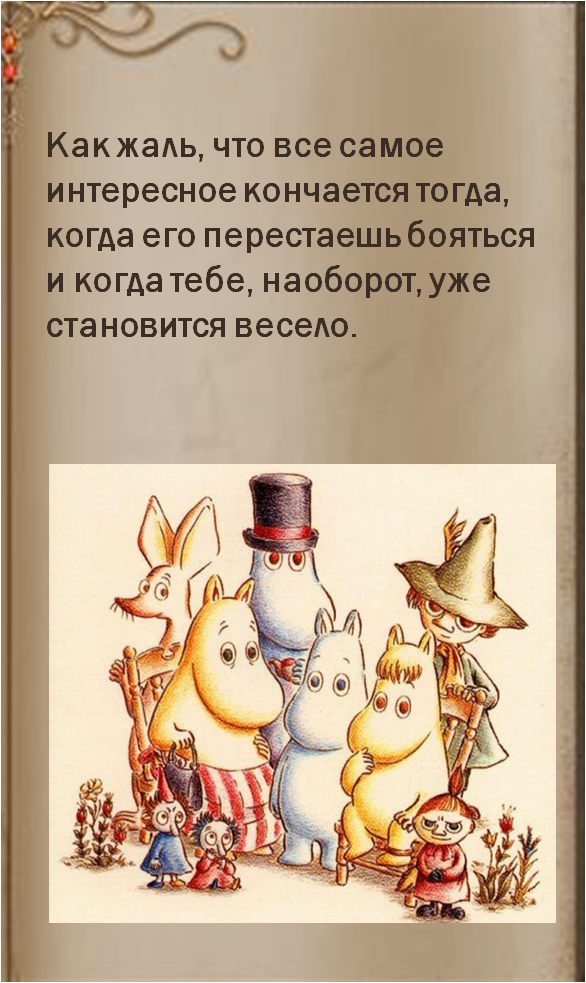 Как жаль, что все самое
интересное кончается тогда,
когда его перестаешь бояться
и когда тебе, наоборот, уже
становится весело.